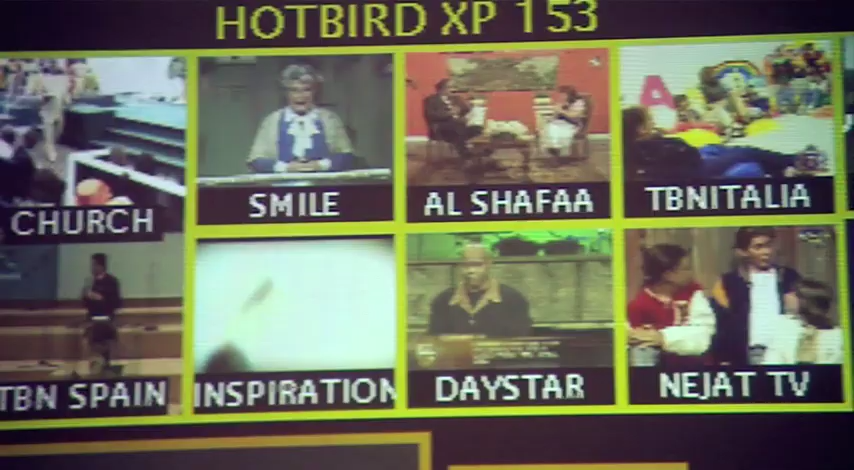 HOTBIRD XP 153
CHURCH
SMILE
AL SHAFAA
TBNITALIA
TBN SPAIN
INSPIRATION
DAYSTAR
NEJAT TV